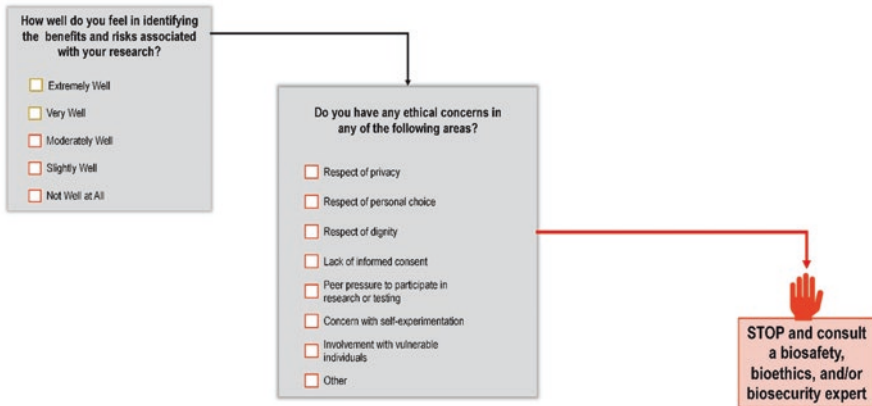 How well do you feel in identifying
the benefits and risks associated
with your research?
Extremely Well
Very Well
Moderately Well
Slightly Well
Not Well at All
Do you have any ethical concerns in
any of the following areas?
Respect of privacy
Respect of personal choice
Respect of dignity
Lack of informed consent
Peer pressure to participate in
research or testing
Concern with self-experimentation
Involvement with vulnerable
individuals
Other
STOP and consult
a biosafety,
bioethics, and/or
biosecurity expert